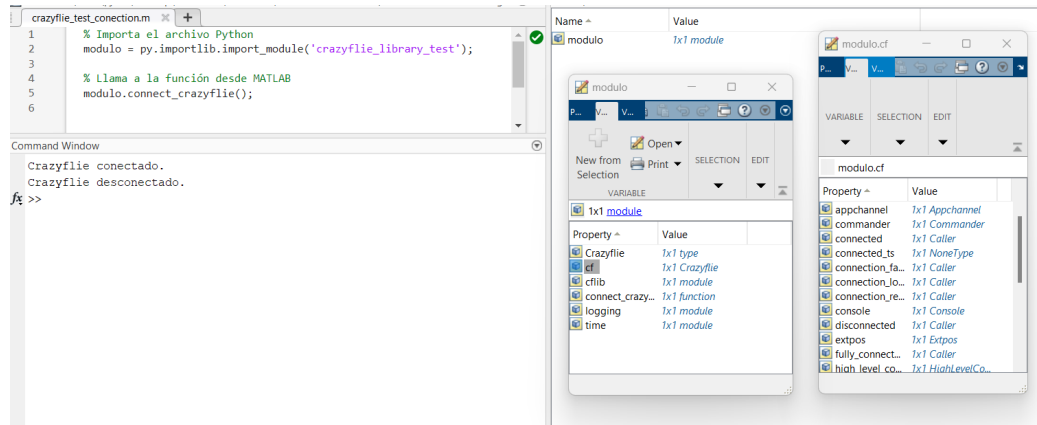 crazyflie_test_conection.m
1 % Importa el archivo Python
2 modulo = py.importlib.import_module('crazyflie_library_test');
3
4 % Llama a la función desde MATLAB
5 modulo.connect_crazyflie();
6
Command Window
Crazyflie conectado.
Crazyflie desconectado.
fx >>
Name Value
modulo 1x1 module
modulo
P... V... V...
New from Selection
Open
Print
SELECTION EDIT
VARIABLE
1x1 module
Property Value
Crazyflie 1x1 type
cf 1x1 Crazyflie
cflib 1x1 module
connect_crazy... 1x1 function
logging 1x1 module
time 1x1 module
modulo.cf
P... V... V...
VARIABLE SELECTION EDIT
modulo.cf
Property Value
appchannel 1x1 Appchannel
commander 1x1 Commander
connected 1x1 Caller
connected_ts 1x1 NoneType
connection_fa... 1x1 Caller
connection_lo... 1x1 Caller
connection_re... 1x1 Caller
console 1x1 Console
disconnected 1x1 Caller
extpos 1x1 Extpos
fully_connect... 1x1 Caller
high_level_co... 1x1 HighLevelCo...